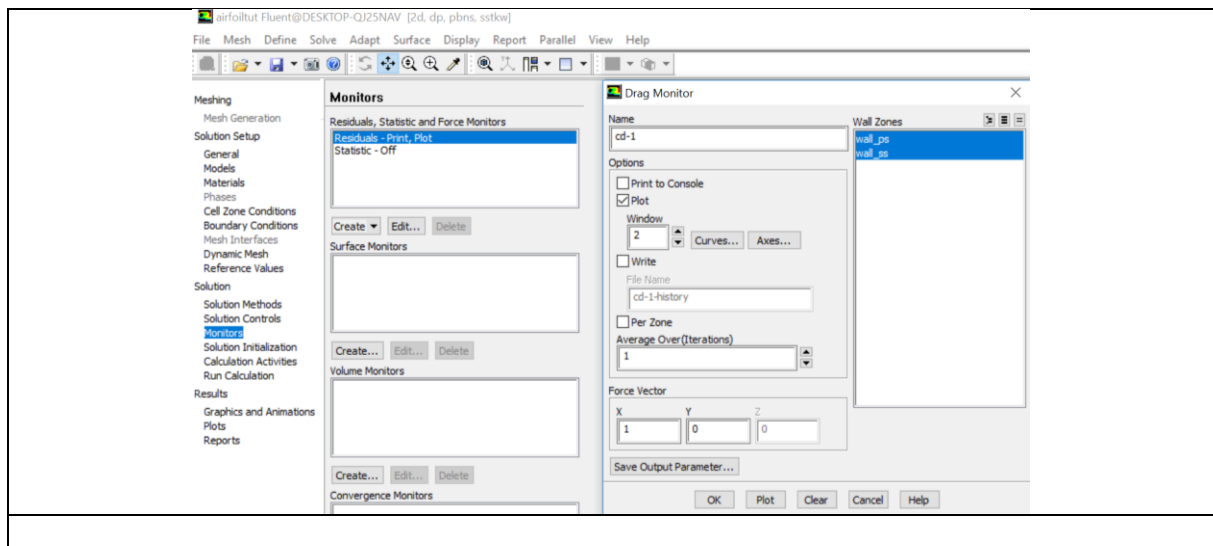 airfoiltut Fluent@DESKTOP-QJ25NAV [2d, dp, pbns, sstkw]
File Mesh Define Solve Adapt Surface Display Report Parallel View Help
Meshing
Mesh Generation
Solution Setup
General
Models
Materials
Phases
Cell Zone Conditions
Boundary Conditions
Mesh Interfaces
Dynamic Mesh
Reference Values
Solution
Solution Methods
Solution Controls
Monitors
Solution Initialization
Calculation Activities
Run Calculation
Results
Graphics and Animations
Plots
Reports
Monitors
Residuals, Statistic and Force Monitors
Residuals - Print, Plot
Statistic - Off
Create Edit... Delete
Surface Monitors
Create... Edit... Delete
Volume Monitors
Create... Edit... Delete
Convergence Monitors
Drag Monitor
Name
cd-1
Options
Print to Console
Plot
Window
2 Curves... Axes...
Write
File Name
cd-1-history
Per Zone
Average Over(Iterations)
1
Force Vector
X Y Z
1 0 0
Save Output Parameter...
Wall Zones
wall_ps
wall_ss
OK Plot Clear Cancel Help